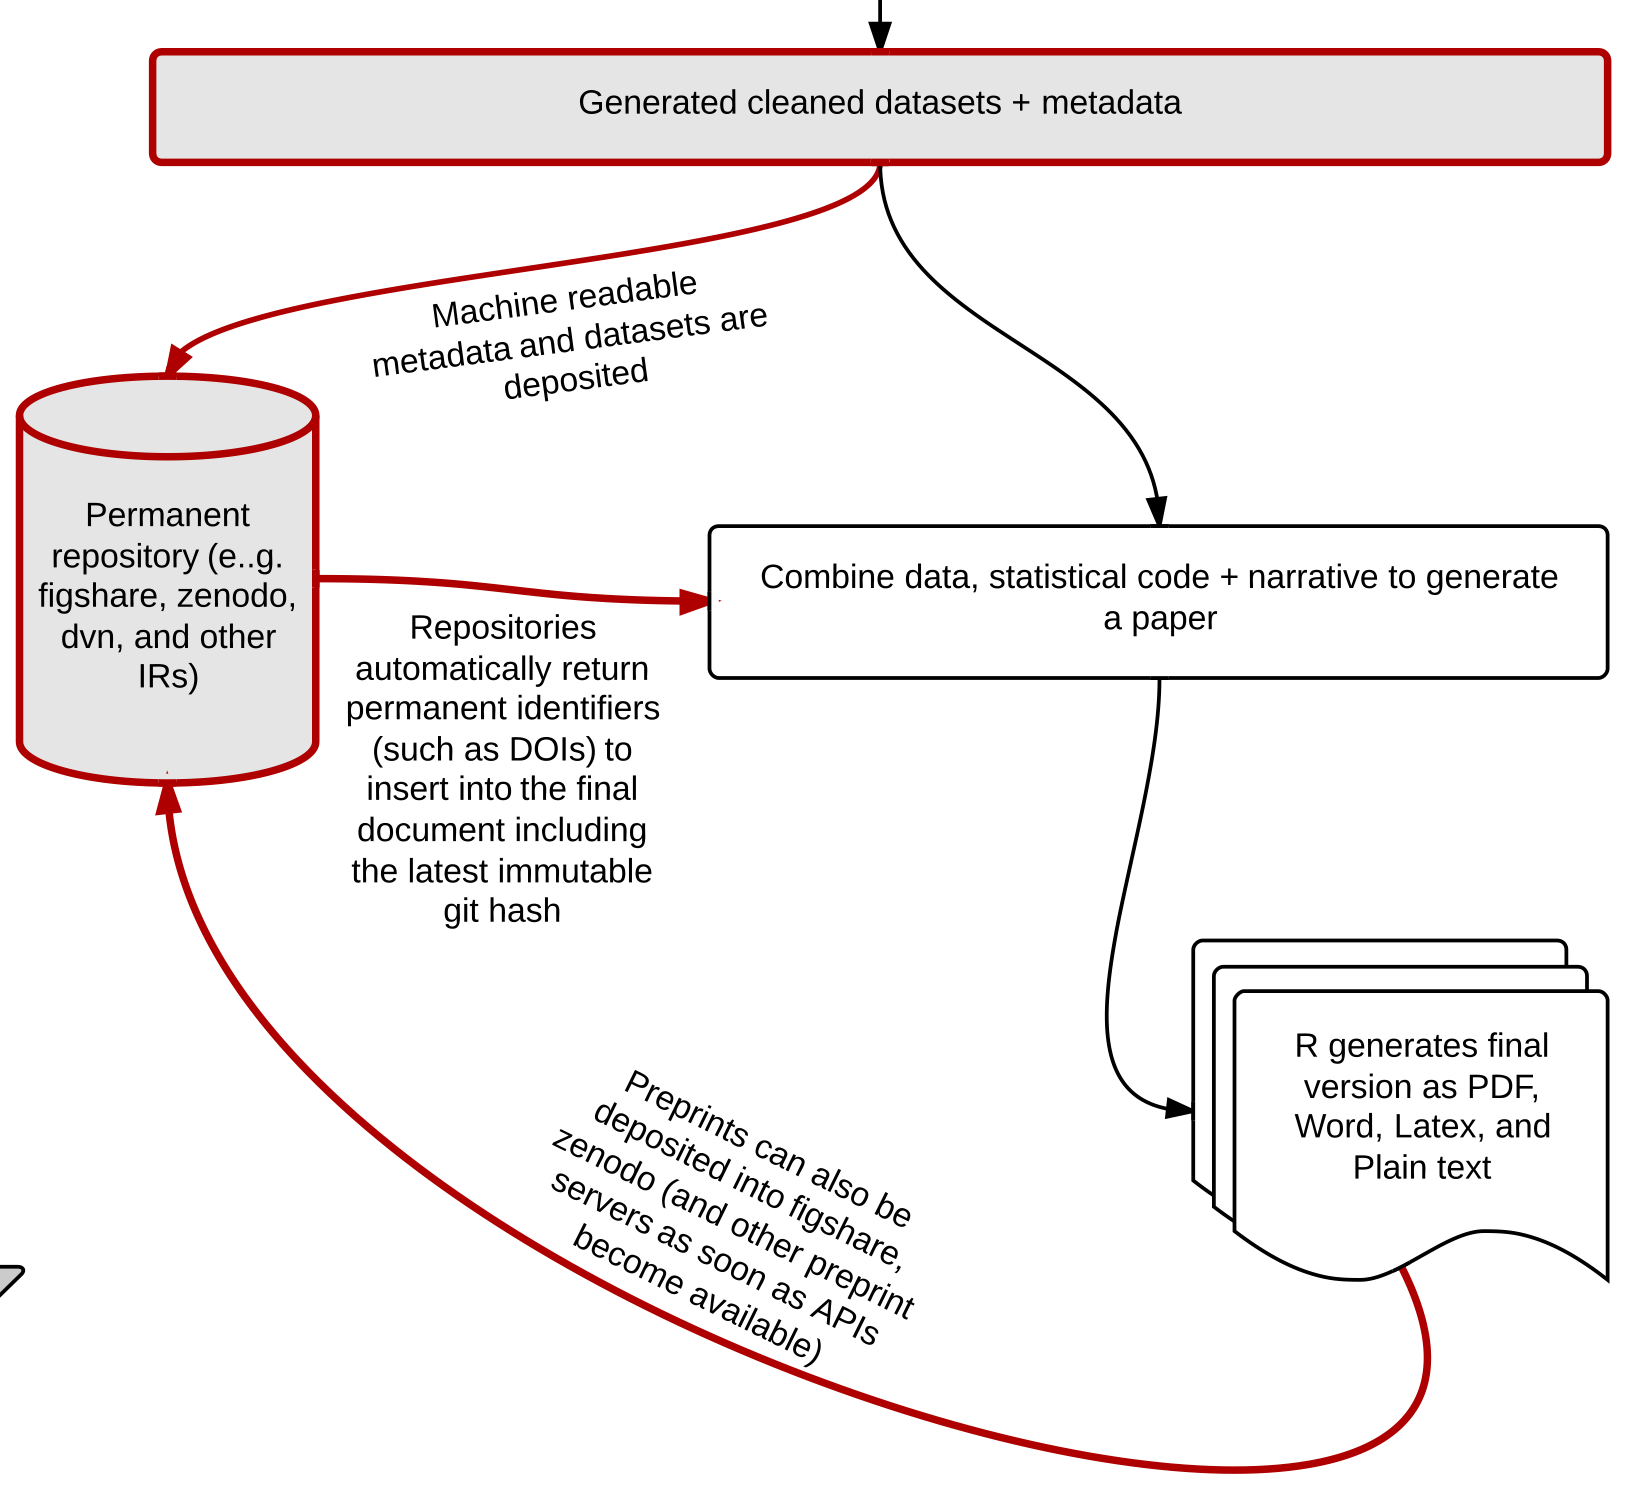 Generated cleaned datasets + metadata
Machine readable
metadata and datasets are
deposited
Permanent
repository (e..g.
figshare, zenodo,
dvn, and other
IRs)
Combine data, statistical code + narrative to generate
a paper
Repositories
automatically return
permanent identifiers
(such as DOIs) to
insert into the final
document including
the latest immutable
git hash
R generates final
version as PDF,
Word, Latex, and
Plain text
Preprints can also be
deposited into figshare,
zenodo (and other preprint
servers as soon as APIs
become available)